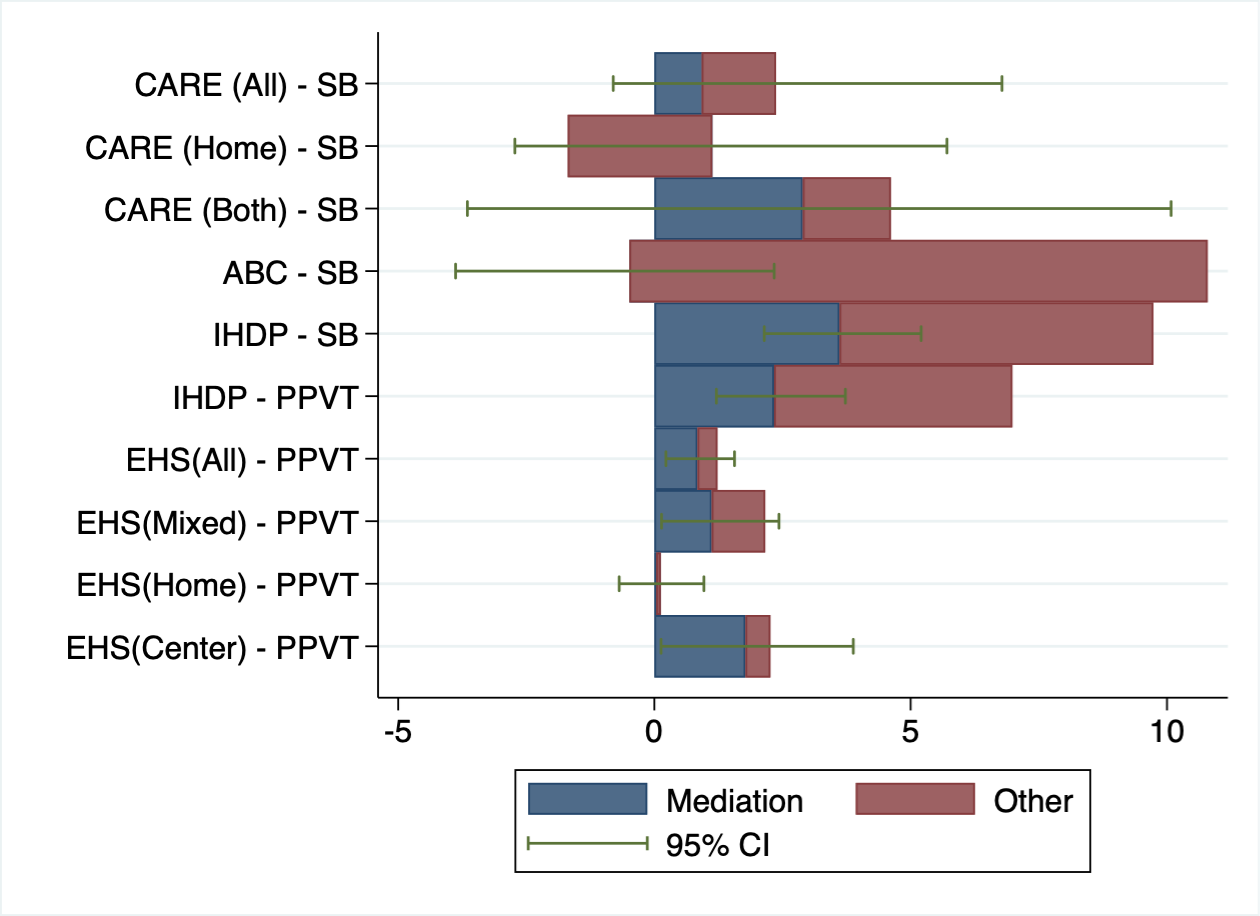 CARE (All) - SB
CARE (Home) - SB
CARE (Both) - SB
ABC - SB
IHDP - SB
IHDP - PPVT
EHS(All) - PPVT
EHS(Mixed) - PPVT
EHS(Home) - PPVT
EHS(Center) - PPVT
-5 0 5 10
Mediation Other
95% CI